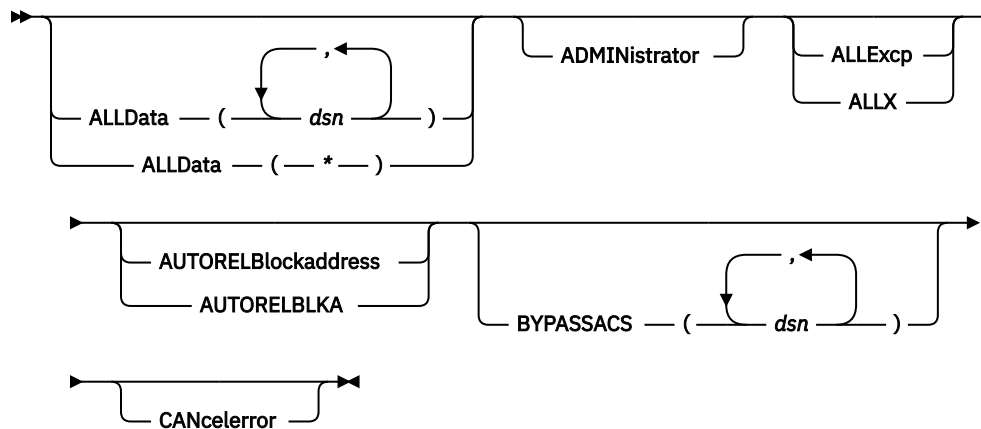 ,
ADMINistrator
ALLExcp
ALLX
ALLData ( dsn )
ALLData ( * )
AUTORELBlockaddress
AUTORELBLKA
,
BYPASSACS ( dsn )
CANcelerror